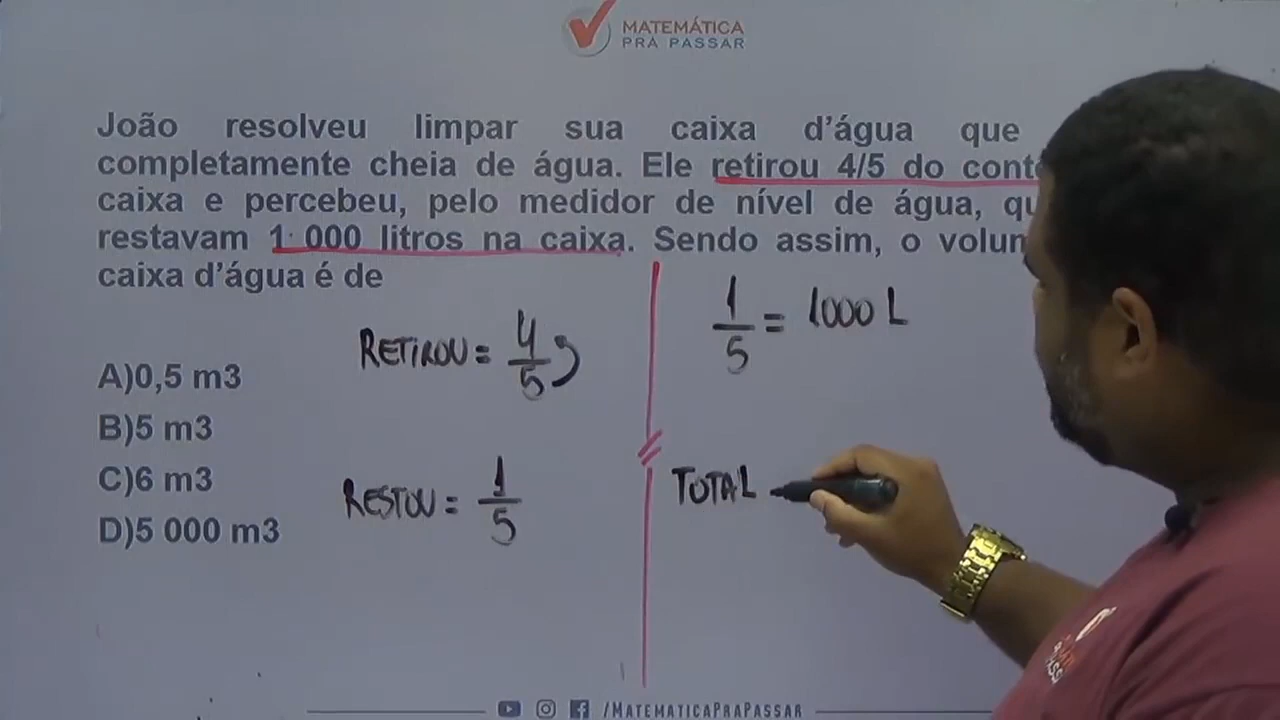 MATEMÁTICA
PRA PASSAR
João resolveu limpar sua caixa d'água que
completamente cheia de água. Ele retirou 4/5 do
caixa e percebeu, pelo medidor de nível de água,
restavam 1 000 litros na caixa. Sendo assim, o
caixa d'água é de
A)0,5 m3
B)5 m3
C)6 m3
D)5 000 m3
RETIROU = 4/5
RESTOU = 1/5
1/5 = 1000 L
TOTAL
/MATEMATICAPRAPASSAR